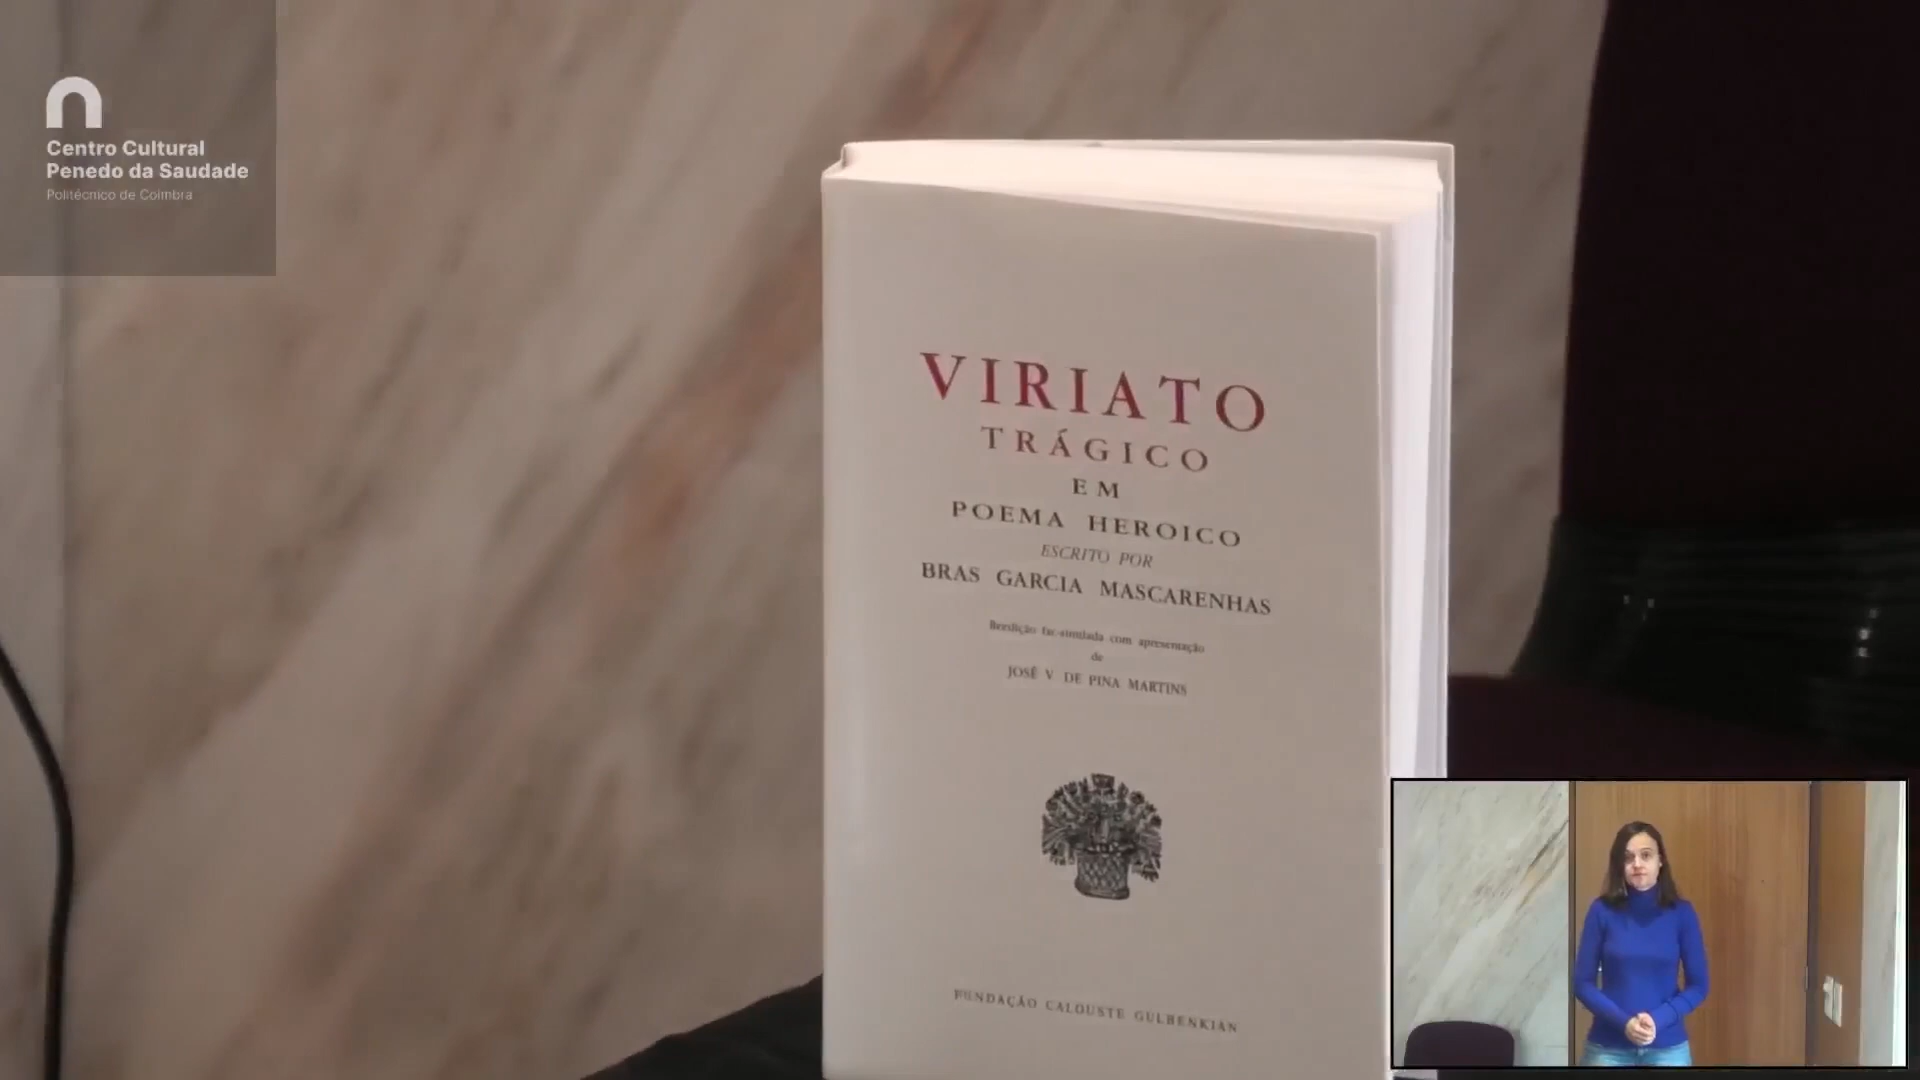 Centro Cultural
Penedo da Saudade
Politécnico de Coimbra
VIRIATO
TRÁGICO
EM
POEMA HEROICO
ESCRITO POR
BRAS GARCIA MASCARENHAS
Reedição fac-similada com apresentação
de
JOSÉ V. DE PINA MARTINS
FUNDAÇÃO CALOUSTE GULBENKIAN